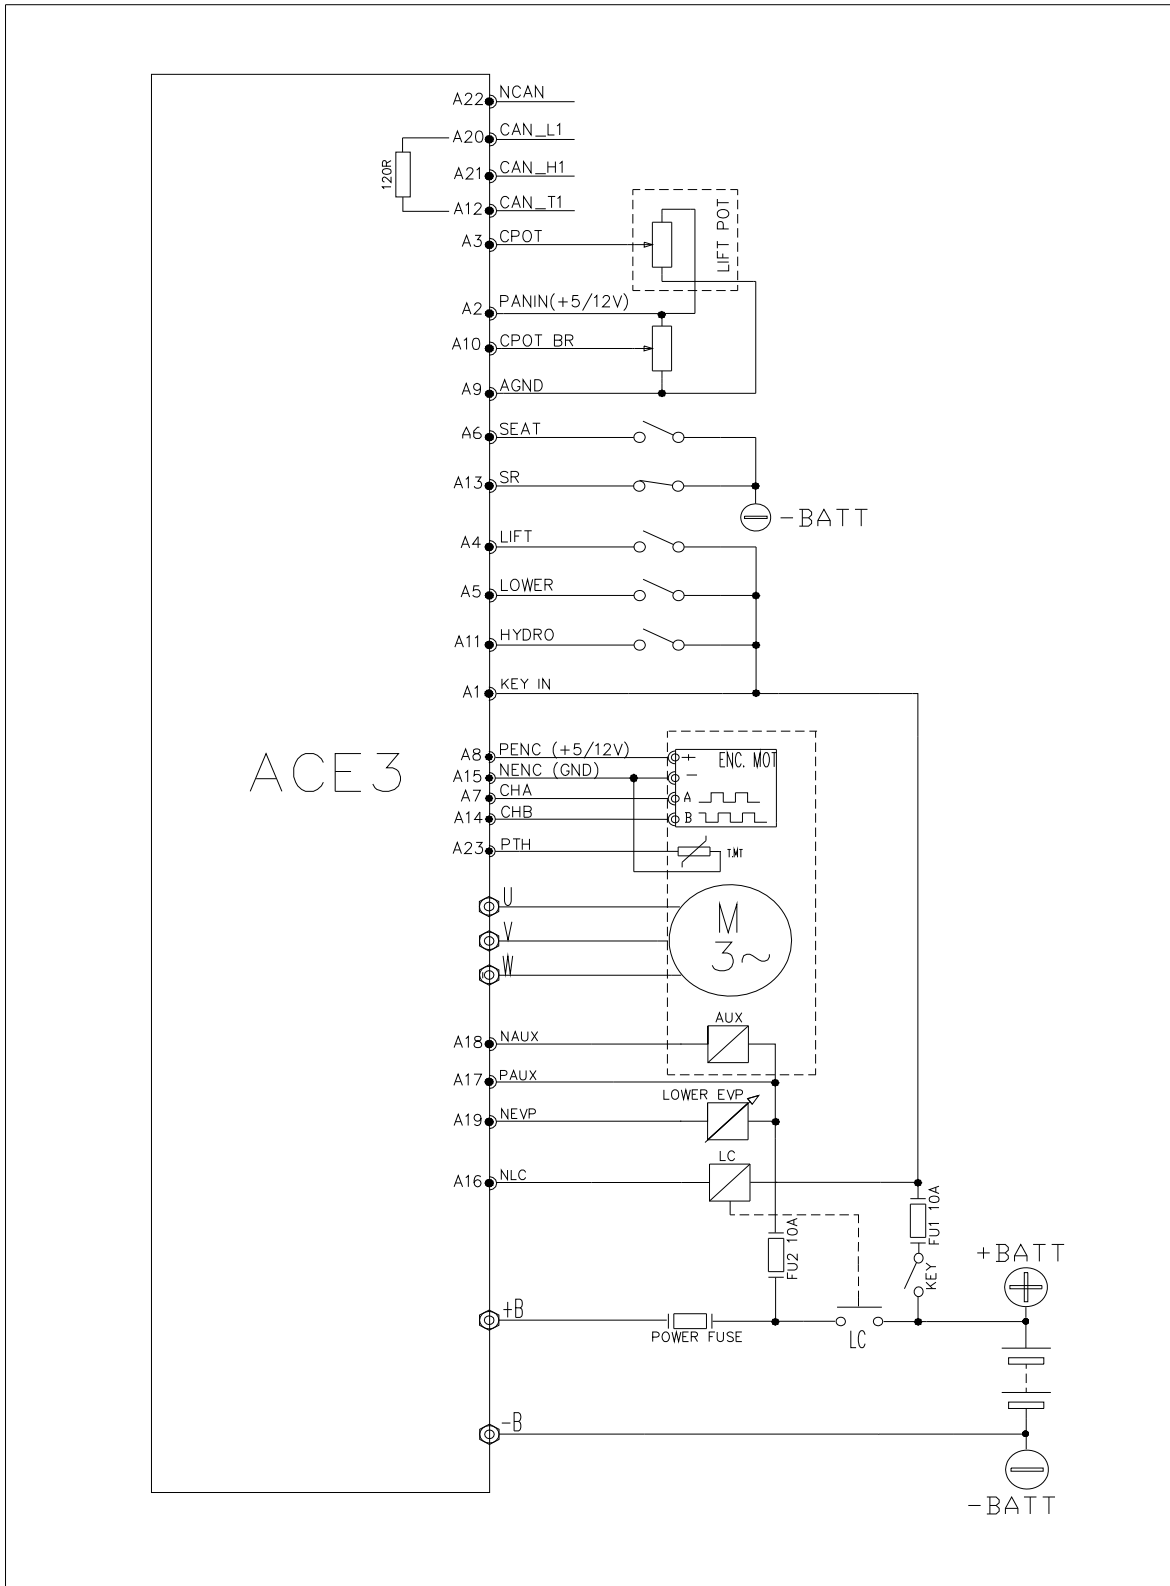 A22 NCAN
A20 CAN_L1
120R
A21 CAN_H1
A12 CAN_T1
A3 CPOT
LIFT POT
A2 PANIN(+5/12V)
A10 CPOT BR
A9 AGND
A6 SEAT
A13 SR
-BATT
A4 LIFT
A5 LOWER
A11 HYDRO
A1 KEY IN
ACE3
A8 PENC (+5/12V) + ENC. MOT
A15 NENC (GND) -
A7 CHA A
A14 CHB B
A23 PTH T.MT
U
V
W
M
3~
AUX
A18 NAUX
A17 PAUX
LOWER EVP
A19 NEVP
LC
A16 NLC
FU1 10A
FU2 10A
KEY
+BATT
+B
POWER FUSE
LC
-B
-BATT